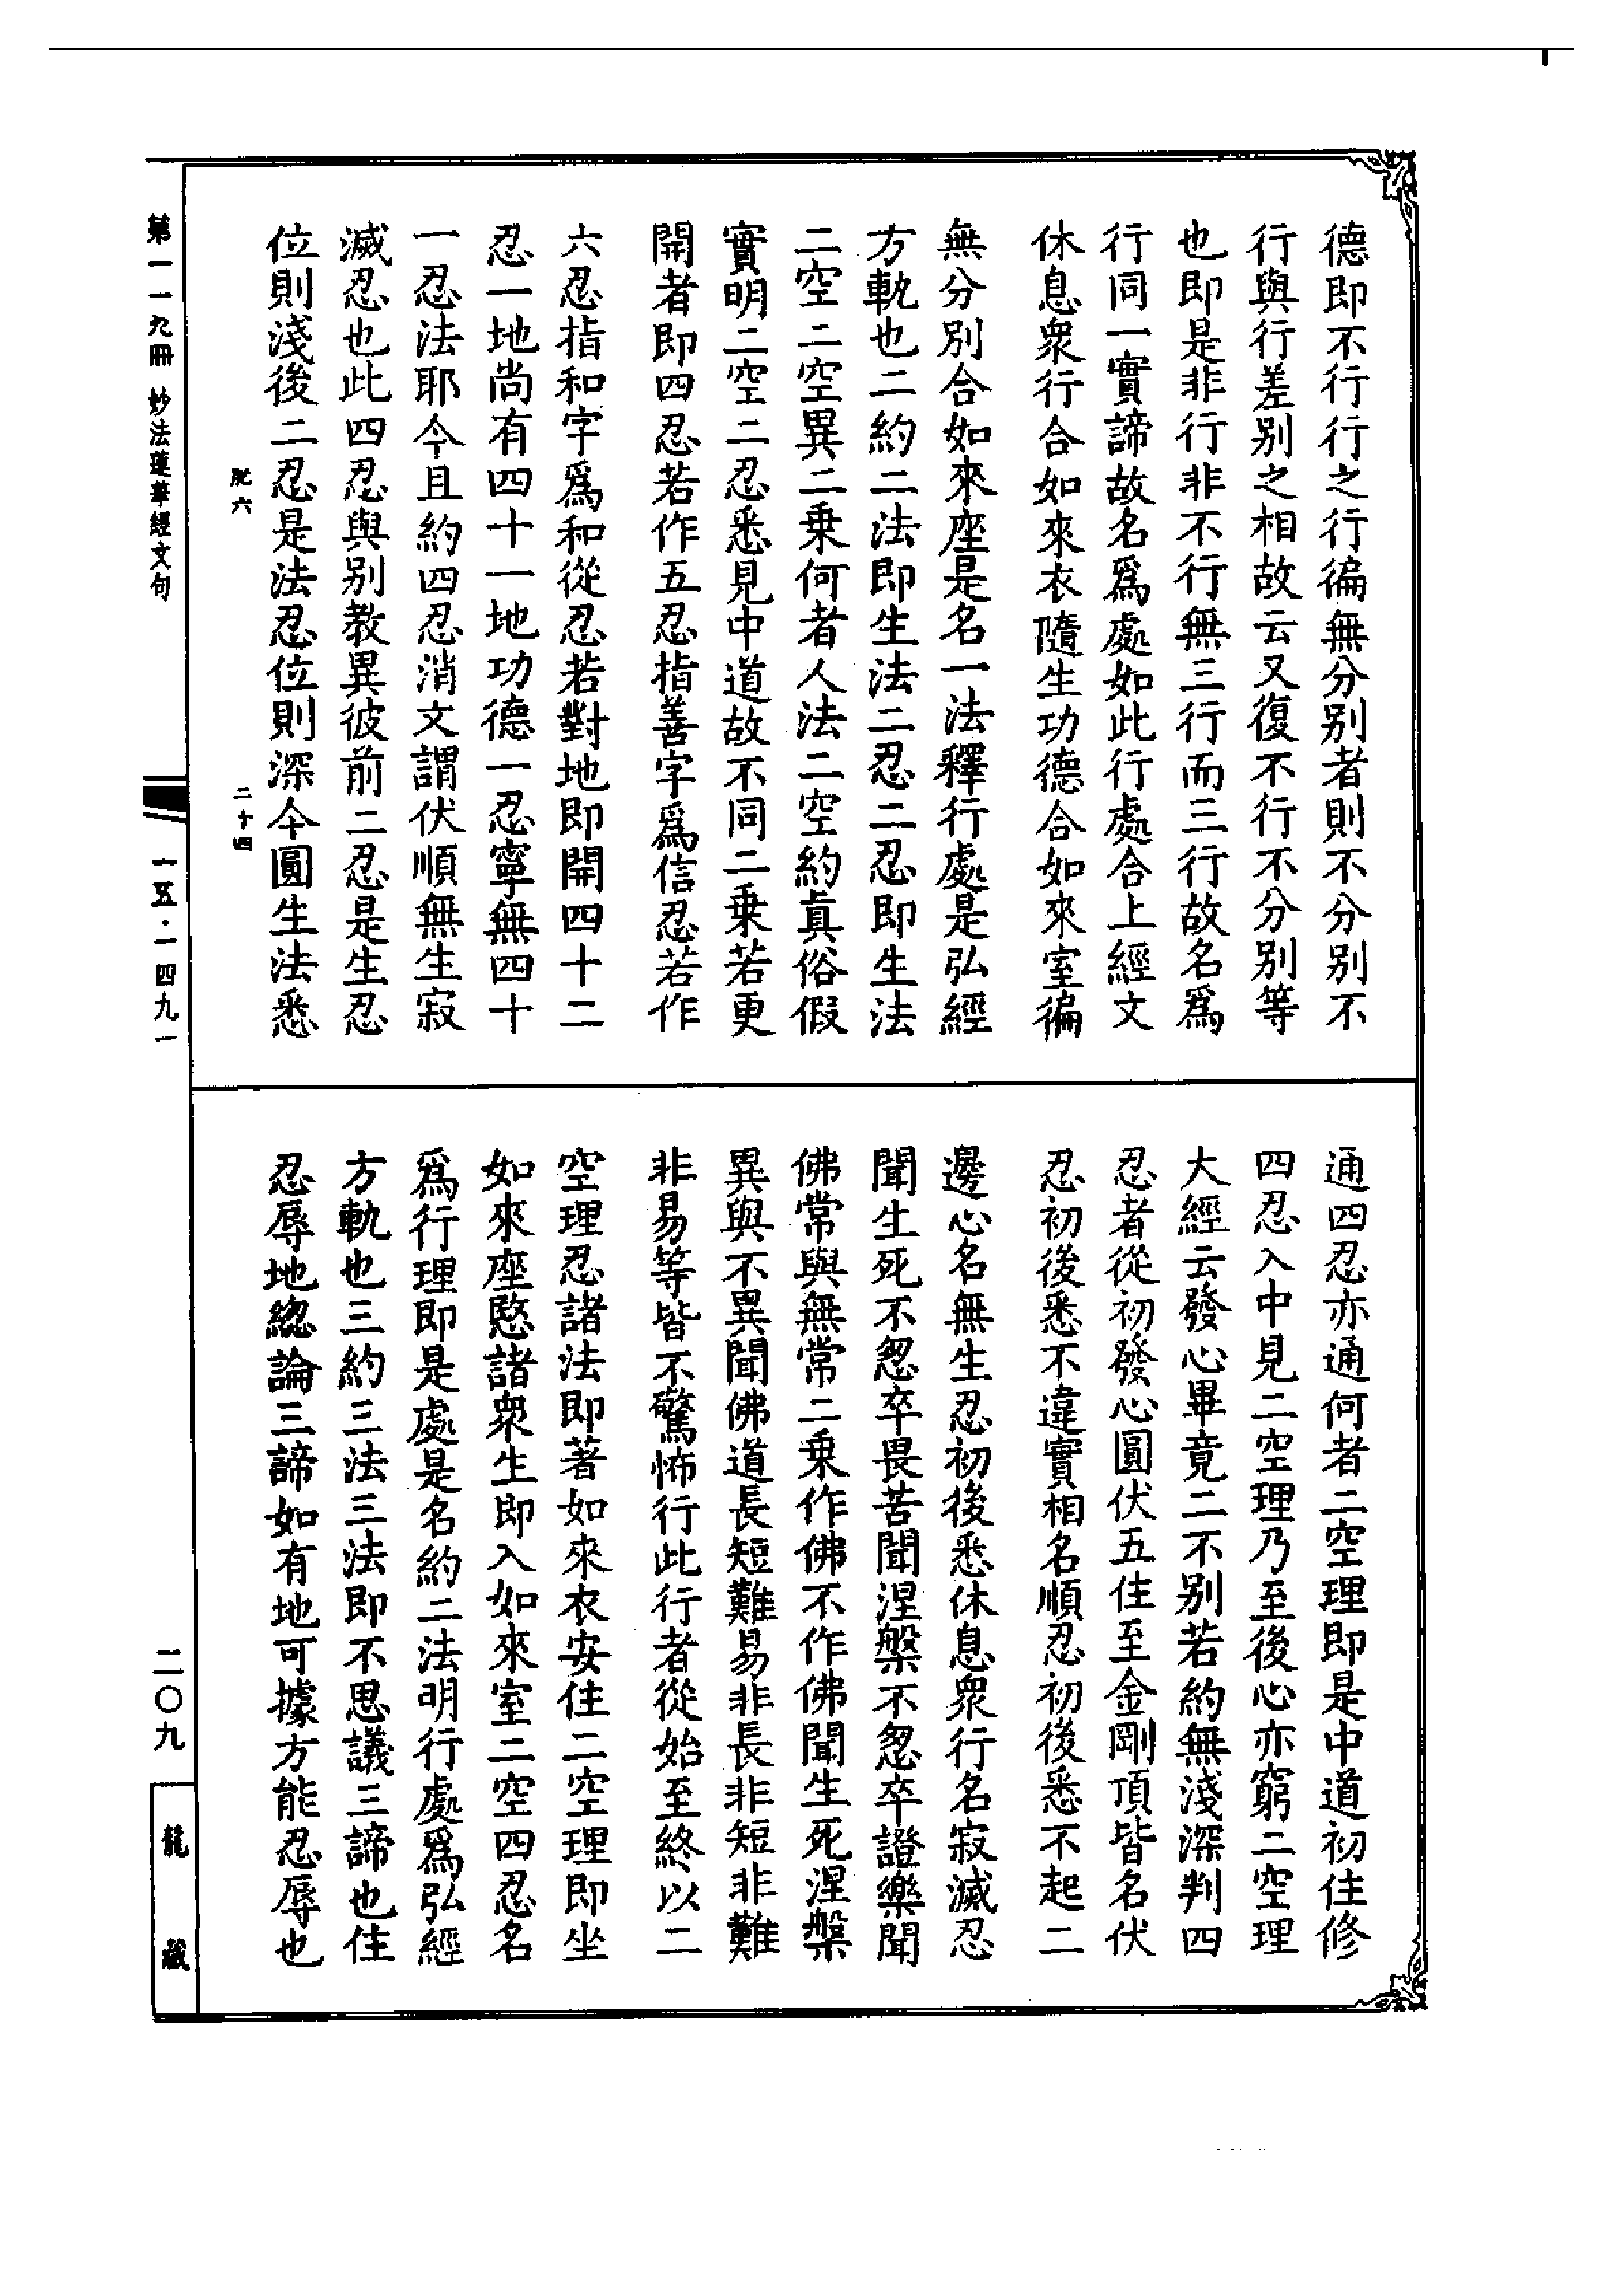 德即不行行之行徧無分別者則不分別不
行與行差別之相故云又復不行不分別等
也即是非行非不行無三行而三行故名爲
行同一實諦故名爲處如此行處合上經文
休息衆行合如來衣隨生功德合如來室徧
無分別合如來座是名一法釋行處是弘經
方軌也二約二法即生法二忍二忍即生法
二空二空異二乗何者人法二空約眞俗假
實明二空二忍悉見中道故不同二乗若更
開者即四忍若作五忍指善字爲信忍若作
六忍指和字爲和從忍若對地即開四十二
忍一地尚有四十一地功德一忍寧無四十
一忍法耶今且約四忍消文謂伏順無生寂
滅忍也此四忍與別教異彼前二忍是生忍
位則淺後二忍是法忍位則深今圓生法悉
通四忍亦通何者二空理即是中道初住修
四忍入中見二空理乃至後心亦窮二空理
大經云發心畢竟二不別若約無淺深判四
忍者從初發心圓伏五住至金剛頂皆名伏
忍初後悉不違實相名順忍初後悉不起二
邊心名無生忍初後悉休息衆行名寂滅忍
聞生死不怱卒畏苦聞涅槃不怱卒證樂聞
佛常與無常二乗作佛不作佛聞生死涅槃
異與不異聞佛道長短難易非長非短非難
非易等皆不驚怖行此行者從始至終以二
空理忍諸法即著如來衣安住二空理即坐
如來座愍諸衆生即入如來室二空四忍名
爲行理即是處是名約二法明行處爲弘經
方軌也三約三法三法即不思議三諦也住
忍辱地總論三諦如有地可據方能忍辱也
肥六
二十四
第一一九冊 妙法蓮華經文句
一五·一四九一
二〇九
龍藏